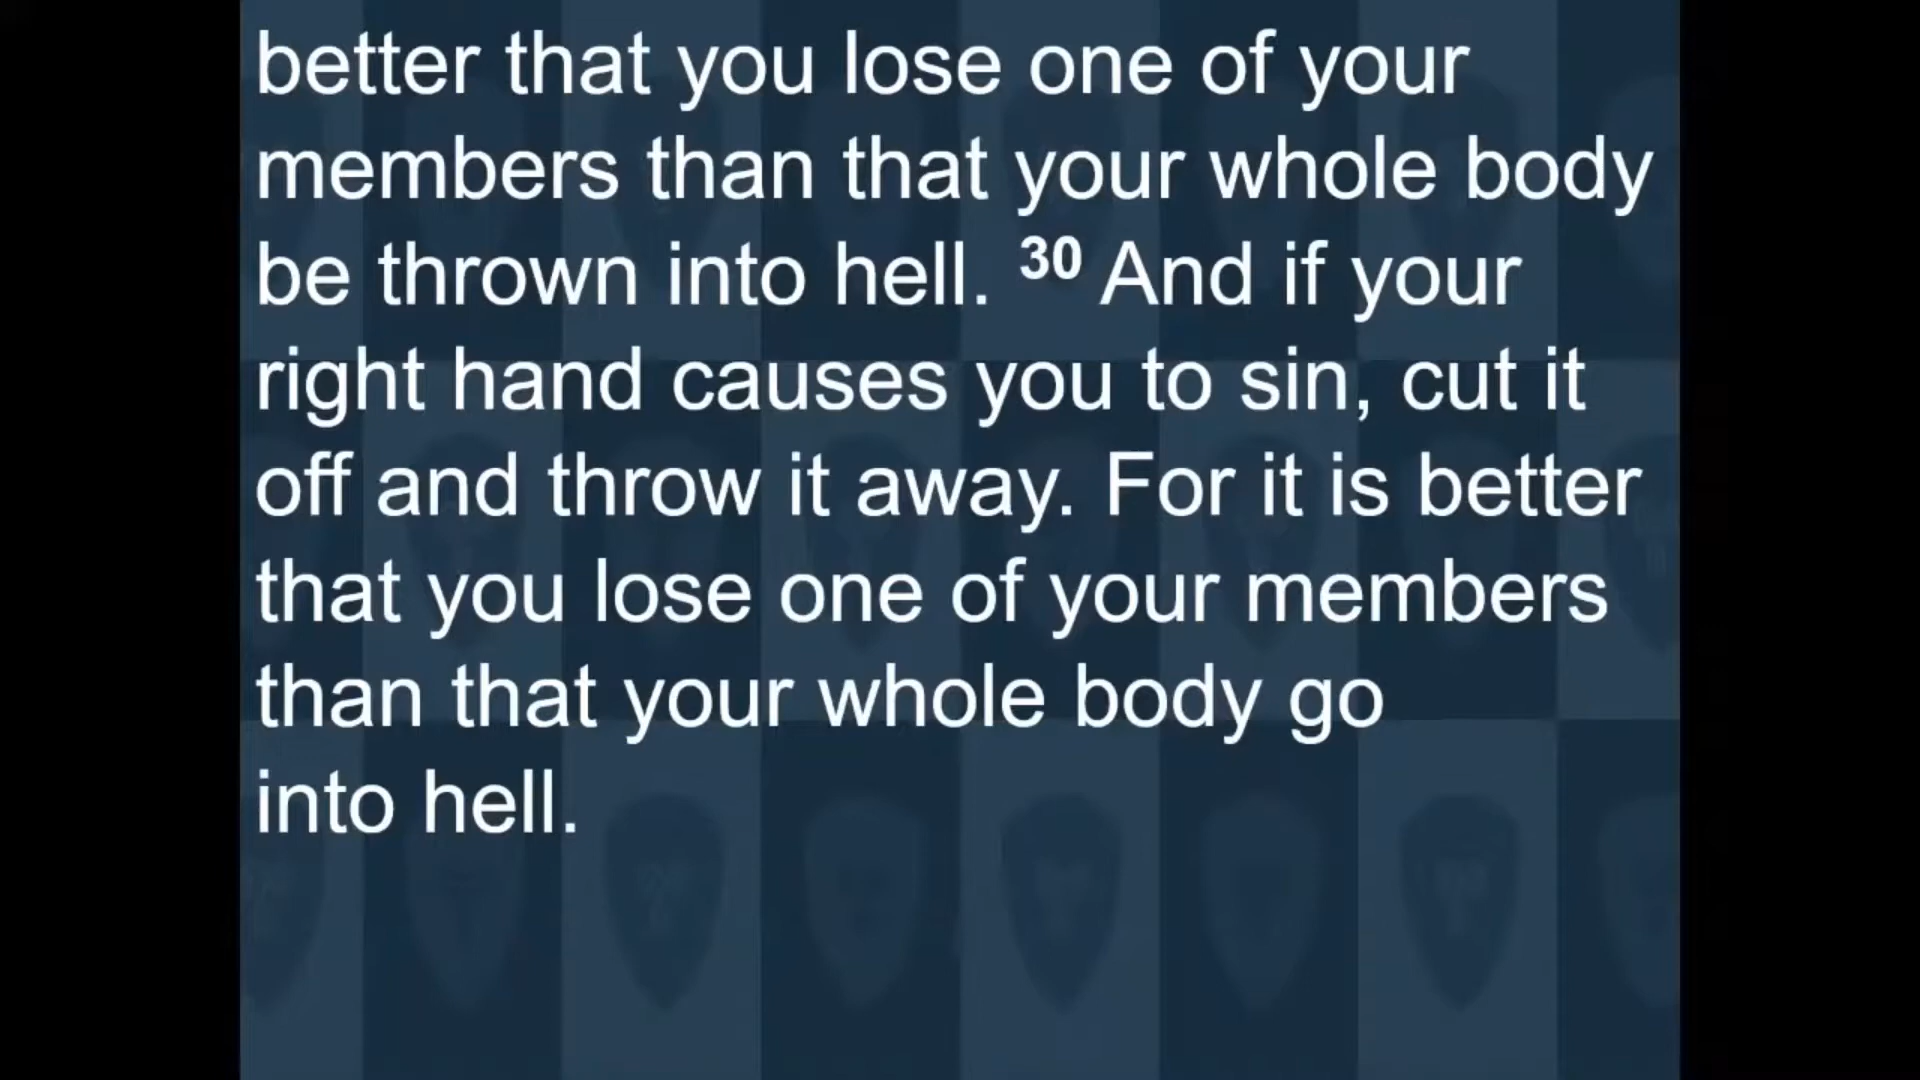 better that you lose one of your
members than that your whole body
be thrown into hell. 30 And if your
right hand causes you to sin, cut it
off and throw it away. For it is better
that you lose one of your members
than that your whole body go
into hell.